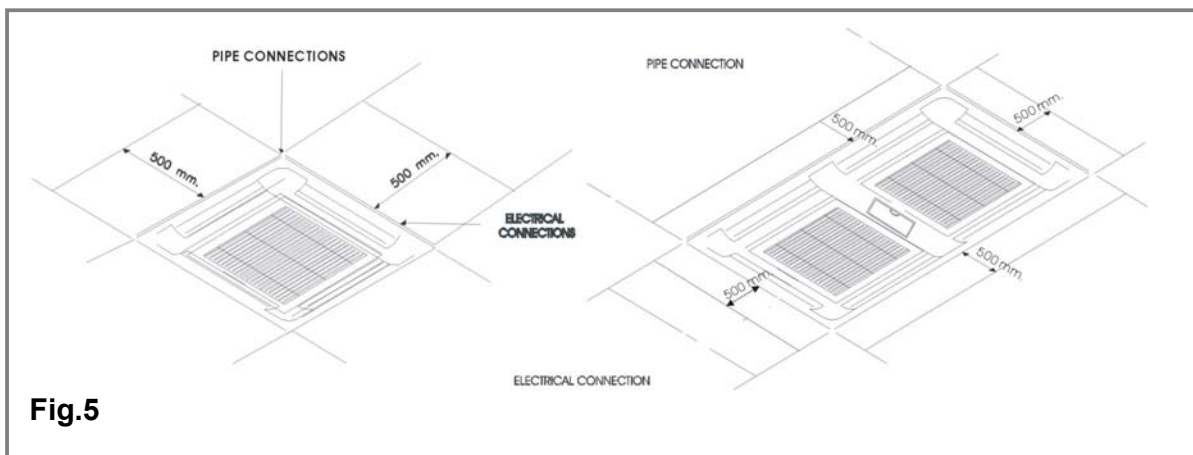 PIPE CONNECTIONS
500 mm.
500 mm.
ELECTRICAL
CONNECTIONS
PIPE CONNECTION
500 mm.
500 mm.
500 mm.
500 mm.
ELECTRICAL CONNECTION
Fig.5